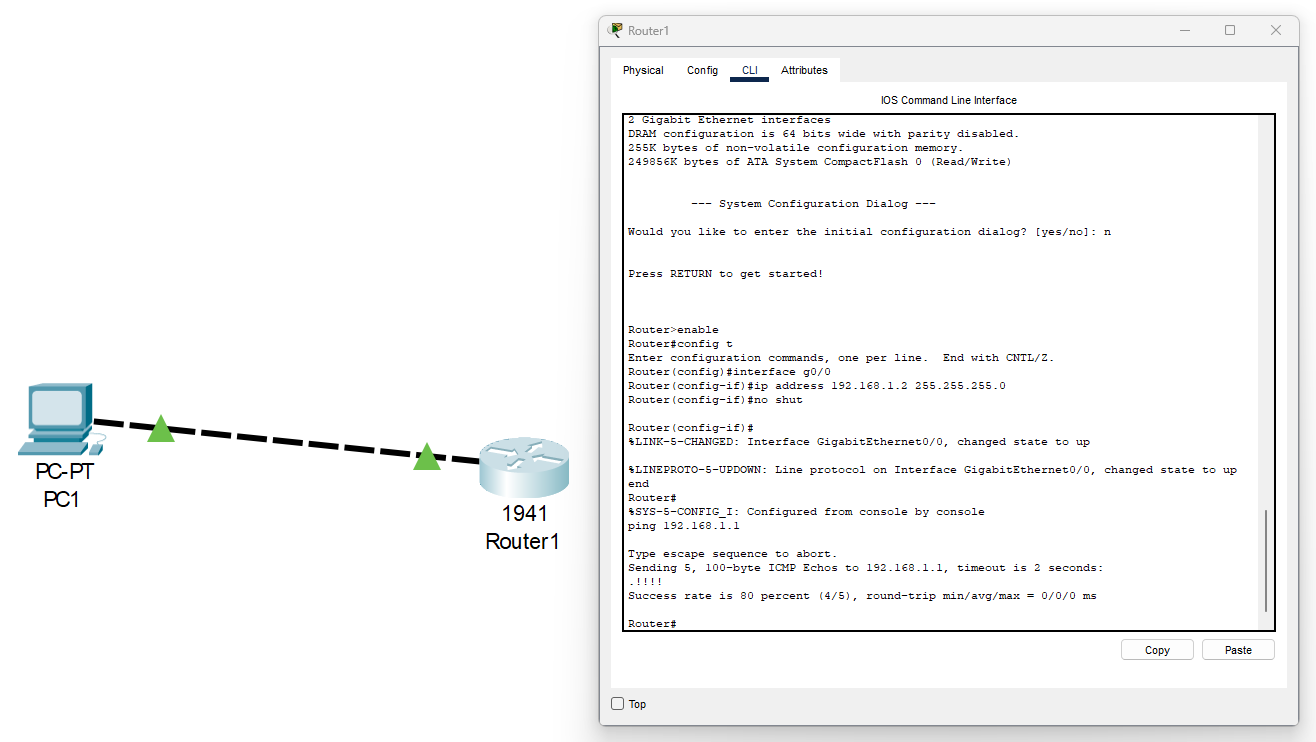 PC-PT
PC1
1941
Router1
Router1
Physical Config CLI Attributes
IOS Command Line Interface
2 Gigabit Ethernet interfaces
DRAM configuration is 64 bits wide with parity disabled.
255K bytes of non-volatile configuration memory.
249856K bytes of ATA System CompactFlash 0 (Read/Write)
--- System Configuration Dialog ---
Would you like to enter the initial configuration dialog? [yes/no]: n
Press RETURN to get started!
Router>enable
Router#config t
Enter configuration commands, one per line.  End with CNTL/Z.
Router(config)#interface g0/0
Router(config-if)#ip address 192.168.1.2 255.255.255.0
Router(config-if)#no shut
Router(config-if)#
%LINK-5-CHANGED: Interface GigabitEthernet0/0, changed state to up
%LINEPROTO-5-UPDOWN: Line protocol on Interface GigabitEthernet0/0, changed state to up
end
Router#
%SYS-5-CONFIG_I: Configured from console by console
ping 192.168.1.1
Type escape sequence to abort.
Sending 5, 100-byte ICMP Echos to 192.168.1.1, timeout is 2 seconds:
.!!!!
Success rate is 80 percent (4/5), round-trip min/avg/max = 0/0/0 ms
Router#
Copy Paste
Top